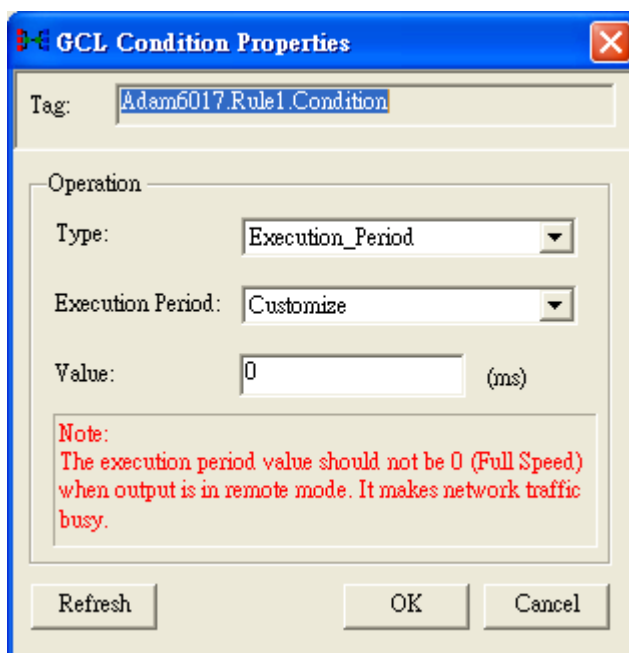 GCL Condition Properties
Tag: Adam6017.Rule1.Condition
Operation
Type: Execution_Period
Execution Period: Customize
Value: 0 (ms)
Note:
The execution period value should not be 0 (Full Speed)
when output is in remote mode. It makes network traffic
busy.
Refresh OK Cancel